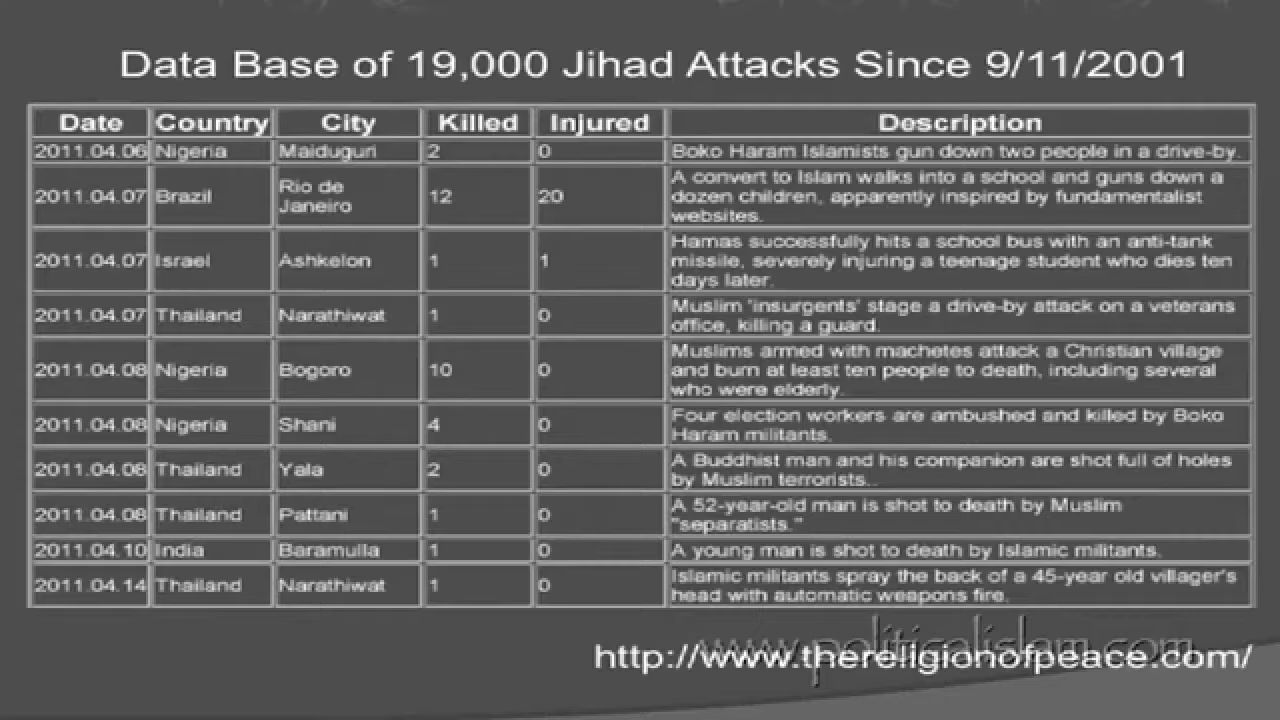 Data Base of 19,000 Jihad Attacks Since 9/11/2001
Date Country City Killed Injured Description
2011.04.06 Nigeria Maiduguri 2 0 Boko Haram Islamists gun down two people in a drive-by.
2011.04.07 Brazil Rio de Janeiro 12 20 A convert to Islam walks into a school and guns down a
dozen children, apparently inspired by fundamentalist
websites.
2011.04.07 Israel Ashkelon 1 1 Hamas successfully hits a school bus with an anti-tank
missile, severely injuring a teenage student who dies ten
days later.
2011.04.07 Thailand Narathiwat 1 0 Muslim 'insurgents' stage a drive-by attack on a veterans
office, killing a guard.
2011.04.08 Nigeria Bogoro 10 0 Muslims armed with machetes attack a Christian village
and burn at least ten people to death, including several
who were elderly.
2011.04.08 Nigeria Shani 4 0 Four election workers are ambushed and killed by Boko
Haram militants.
2011.04.08 Thailand Yala 2 0 A Buddhist man and his companion are shot full of holes
by Muslim terrorists..
2011.04.08 Thailand Pattani 1 0 A 52-year-old man is shot to death by Muslim
"separatists."
2011.04.10 India Baramulla 1 0 A young man is shot to death by Islamic militants.
2011.04.14 Thailand Narathiwat 1 0 Islamic militants spray the back of a 45-year old villager's
head with automatic weapons fire.
www.politicalislam.com
http://www.thereligionofpeace.com/